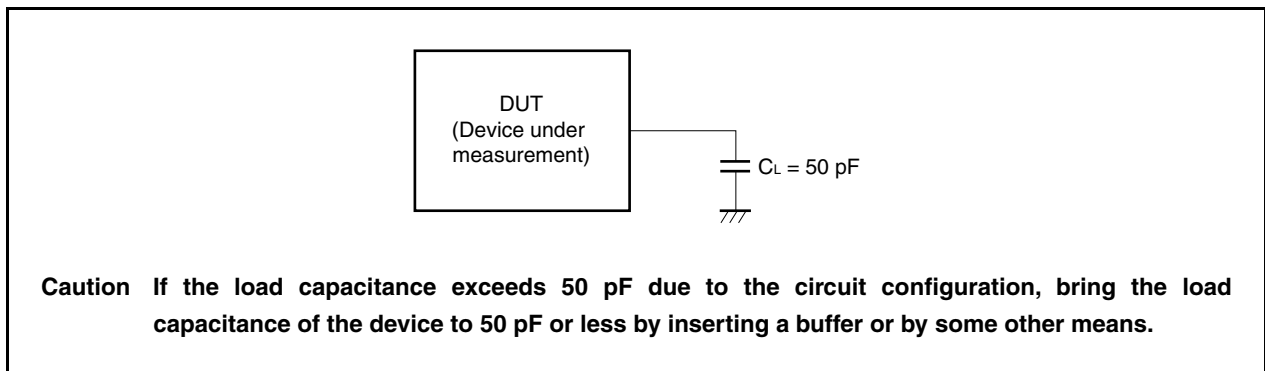 DUT
(Device under
measurement)
CL = 50 pF
Caution If the load capacitance exceeds 50 pF due to the circuit configuration, bring the load
capacitance of the device to 50 pF or less by inserting a buffer or by some other means.